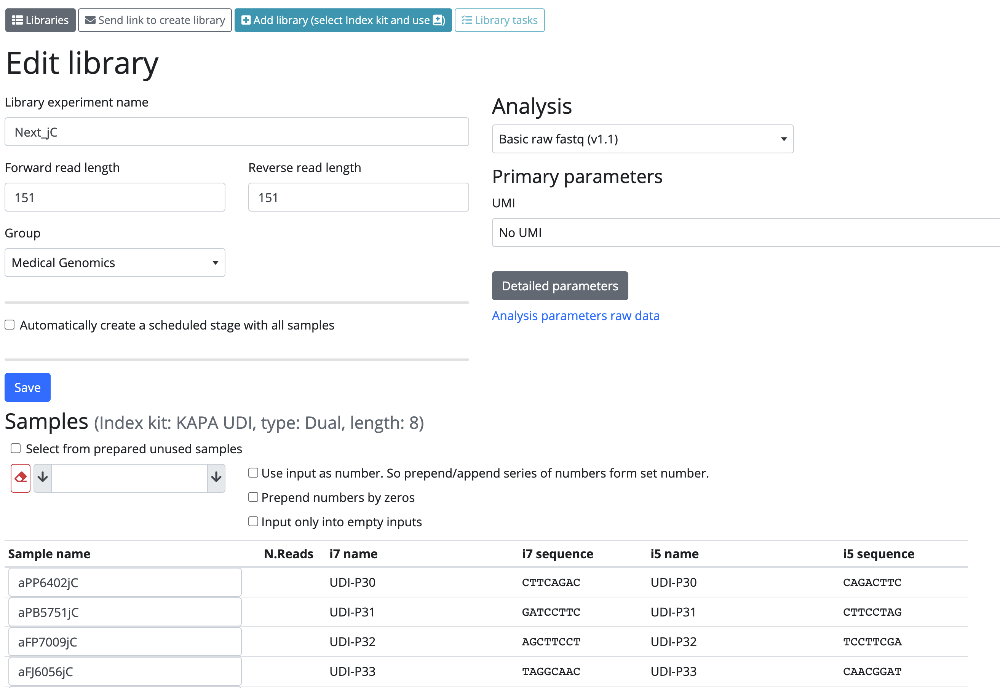 Libraries Send link to create library Add library (select Index kit and use ) Library tasks
Edit library
Library experiment name
Next_jC
Forward read length Reverse read length
151 151
Group
Medical Genomics
Automatically create a scheduled stage with all samples
Save
Analysis
Basic raw fastq (v1.1)
Primary parameters
UMI
No UMI
Detailed parameters
Analysis parameters raw data
Samples (Index kit: KAPA UDI, type: Dual, length: 8)
Select from prepared unused samples
Use input as number. So prepend/append series of numbers form set number.
Prepend numbers by zeros
Input only into empty inputs
Sample name N.Reads i7 name i7 sequence i5 name i5 sequence
aPP6402jC UDI-P30 CTTCAGAC UDI-P30 CAGACTTC
aPB5751jC UDI-P31 GATCCTTC UDI-P31 CTTCCTAG
aFP7009jC UDI-P32 AGCTTCCT UDI-P32 TCCTTCGA
aFJ6056jC UDI-P33 TAGGCAAC UDI-P33 CAACGGAT